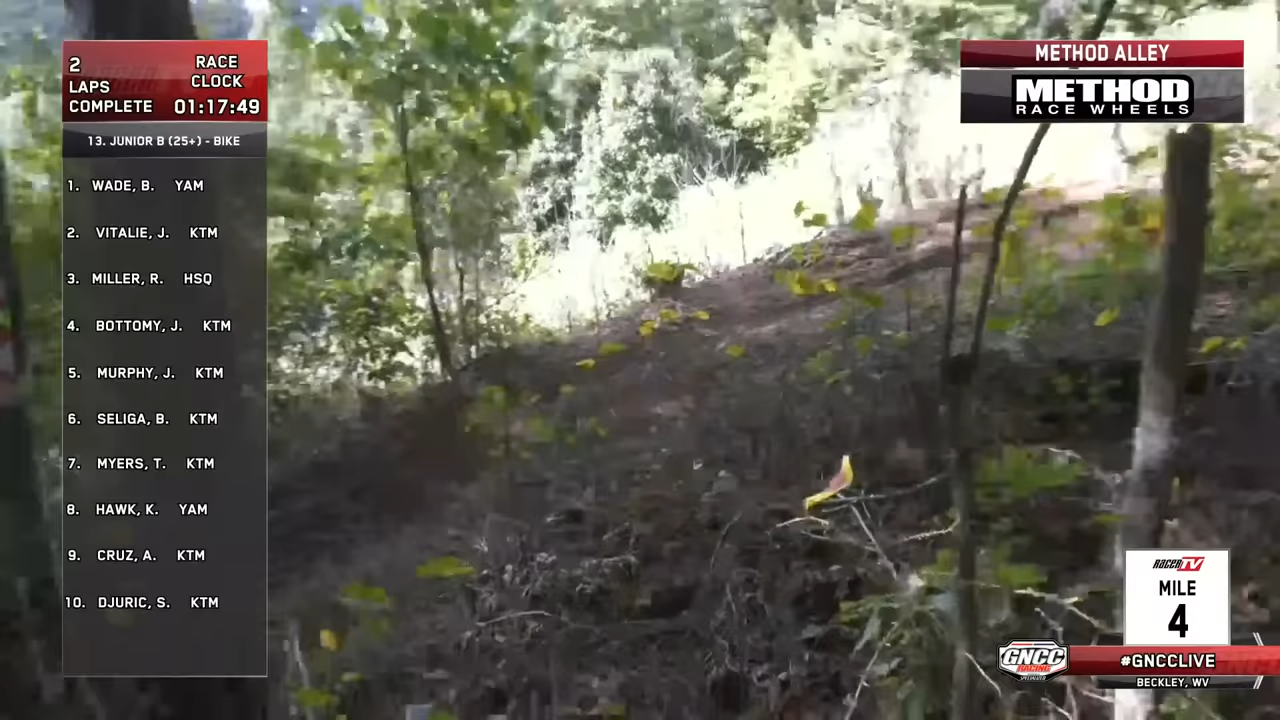 2
LAPS
COMPLETE
RACE
CLOCK
01:17:49
13. JUNIOR B (25+) - BIKE
1. WADE, B. YAM
2. VITALIE, J. KTM
3. MILLER, R. HSQ
4. BOTTOMY, J. KTM
5. MURPHY, J. KTM
6. SELIGA, B. KTM
7. MYERS, T. KTM
8. HAWK, K. YAM
9. CRUZ, A. KTM
10. DJURIC, S. KTM
METHOD ALLEY
METHOD
RACE WHEELS
RACER TV
MILE
4
GNCC
RACING
#GNCCLIVE
BECKLEY, WV